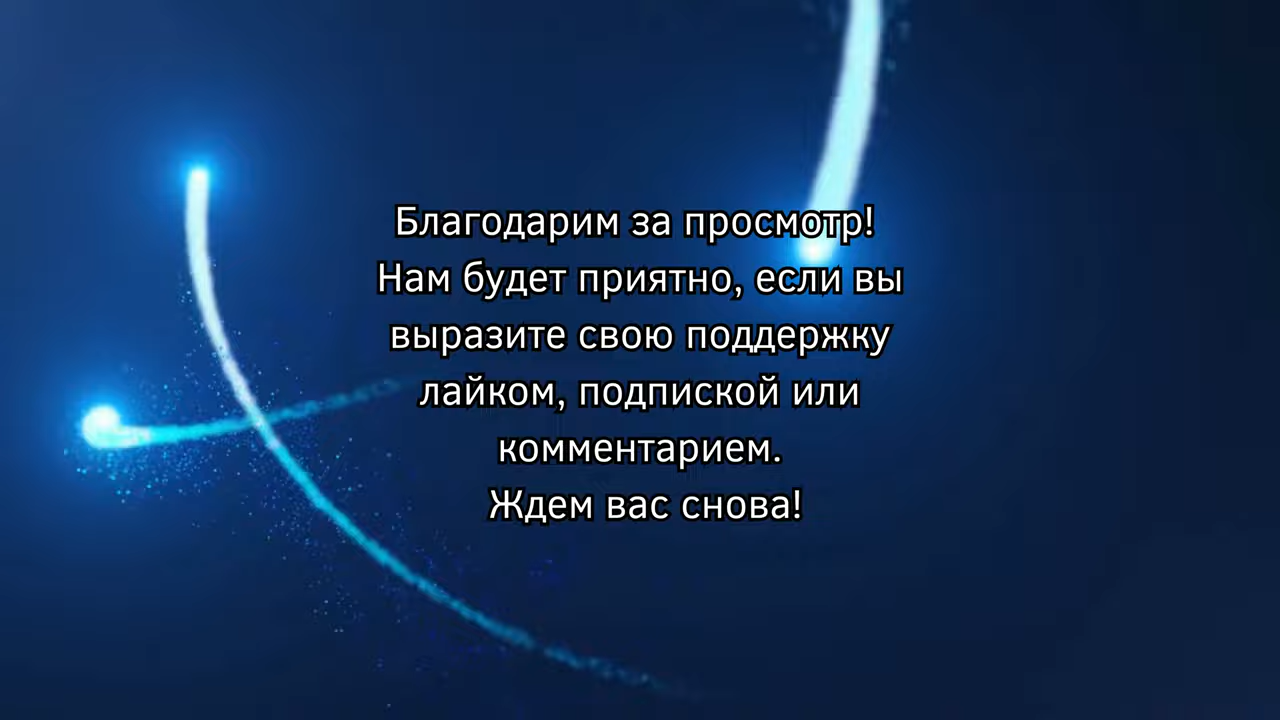 Благодарим за просмотр!
Нам будет приятно, если вы
выразите свою поддержку
лайком, подпиской или
комментарием.
Ждем вас снова!